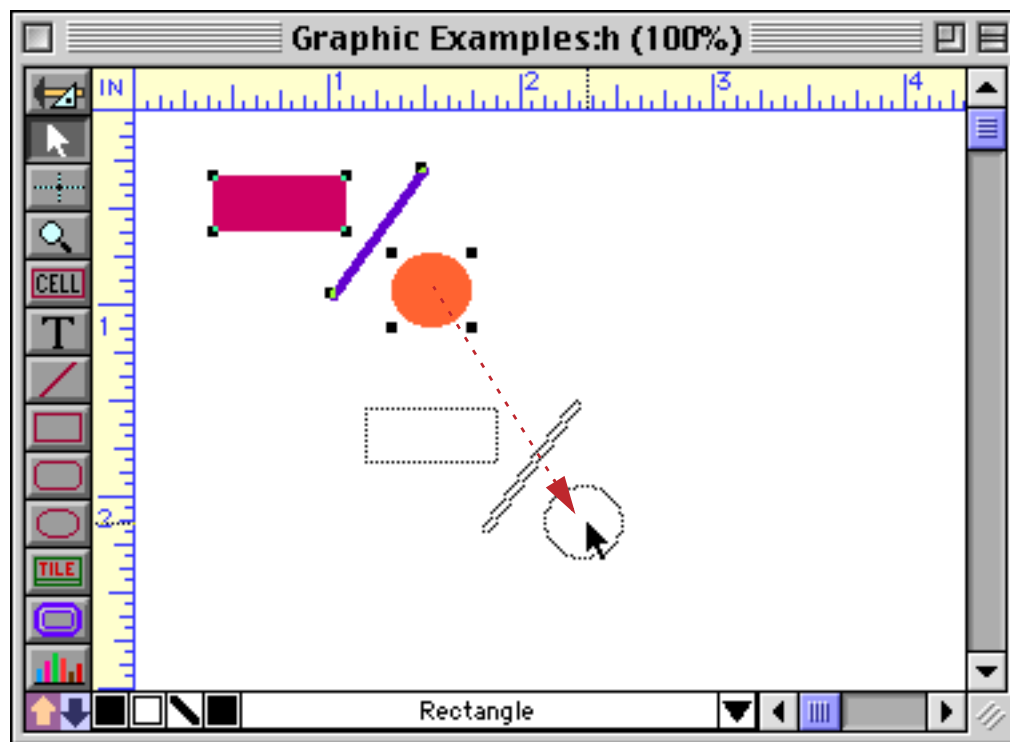 Graphic Examples:h (100%)
IN 1 2 3 4
CELL
T
1
2
TILE
Rectangle